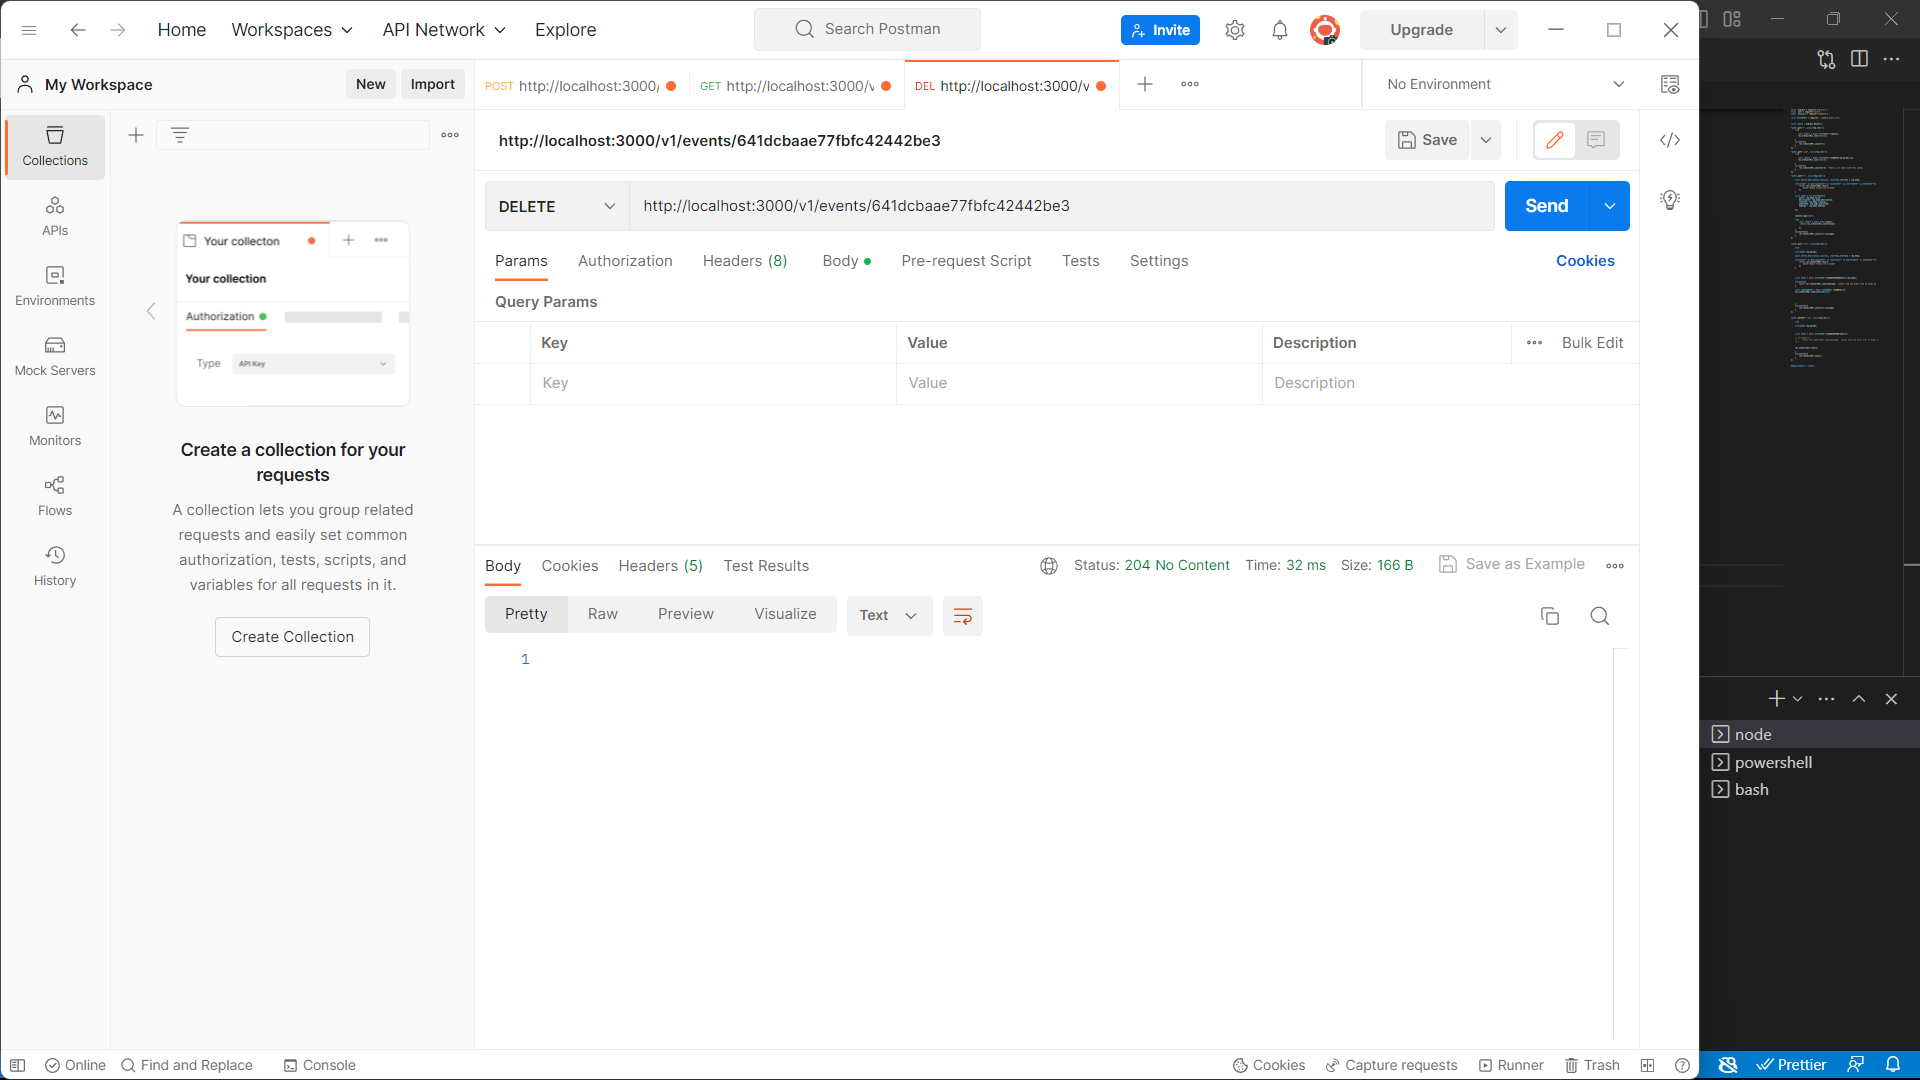 Home
Workspaces
API Network
Explore
Search Postman
Invite
Upgrade
My Workspace
New
Import
POST http://localhost:3000/
GET http://localhost:3000/v
DEL http://localhost:3000/v
No Environment
Collections
APIs
Environments
Mock Servers
Monitors
Flows
History
Your collecton
Your collection
Authorization
Type
API Key
Create a collection for your
requests
A collection lets you group related
requests and easily set common
authorization, tests, scripts, and
variables for all requests in it.
Create Collection
http://localhost:3000/v1/events/641dcbaae77fbfc42442be3
Save
DELETE
http://localhost:3000/v1/events/641dcbaae77fbfc42442be3
Send
Params
Authorization
Headers (8)
Body
Pre-request Script
Tests
Settings
Cookies
Query Params
Key
Value
Description
Bulk Edit
Key
Value
Description
Body
Cookies
Headers (5)
Test Results
Status: 204 No Content
Time: 32 ms
Size: 166 B
Save as Example
Pretty
Raw
Preview
Visualize
Text
1
node
powershell
bash
Online
Find and Replace
Console
Cookies
Capture requests
Runner
Trash
Prettier